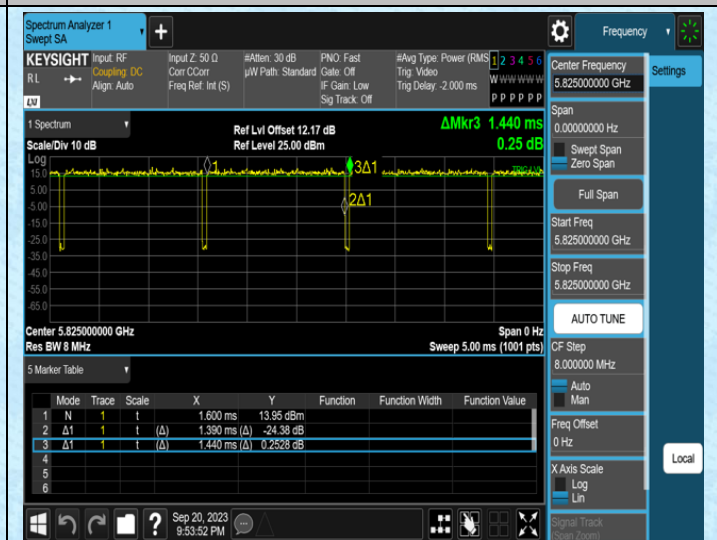 Spectrum Analyzer 1
Swept SA
Frequency
KEYSIGHT
RL
Input: RF
Coupling: DC
Align: Auto
Input Z: 50 Ω
Corr CCorr
Freq Ref: Int (S)
#Atten: 30 dB
µW Path: Standard
PNO: Fast
Gate: Off
IF Gain: Low
Sig Track: Off
#Avg Type: Power (RMS
Trig: Video
Trig Delay: -2.000 ms
1 2 3 4 5 6
W W W W W W
P P P P P P
LXI
1 Spectrum
Scale/Div 10 dB
Ref Lvl Offset 12.17 dB
Ref Level 25.00 dBm
ΔMkr3 1.440 ms
0.25 dB
Log
15.0
5.00
-5.00
-15.0
-25.0
-35.0
-45.0
-55.0
-65.0
1
3Δ1
2Δ1
Center 5.825000000 GHz
Res BW 8 MHz
Span 0 Hz
Sweep 5.00 ms (1001 pts)
5 Marker Table
Mode Trace Scale X Y Function Function Width Function Value
1 N 1 t 1.600 ms 13.95 dBm
2 Δ1 1 t (Δ) 1.390 ms (Δ) -24.38 dB
3 Δ1 1 t (Δ) 1.440 ms (Δ) 0.2528 dB
4
5
6
Sep 20, 2023
9:53:52 PM
Center Frequency
5.825000000 GHz
Span
0.00000000 Hz
Swept Span
Zero Span
Full Span
Start Freq
5.825000000 GHz
Stop Freq
5.825000000 GHz
AUTO TUNE
CF Step
8.000000 MHz
Auto
Man
Freq Offset
0 Hz
X Axis Scale
Log
Lin
Signal Track
(Span Zoom)
Settings
Local